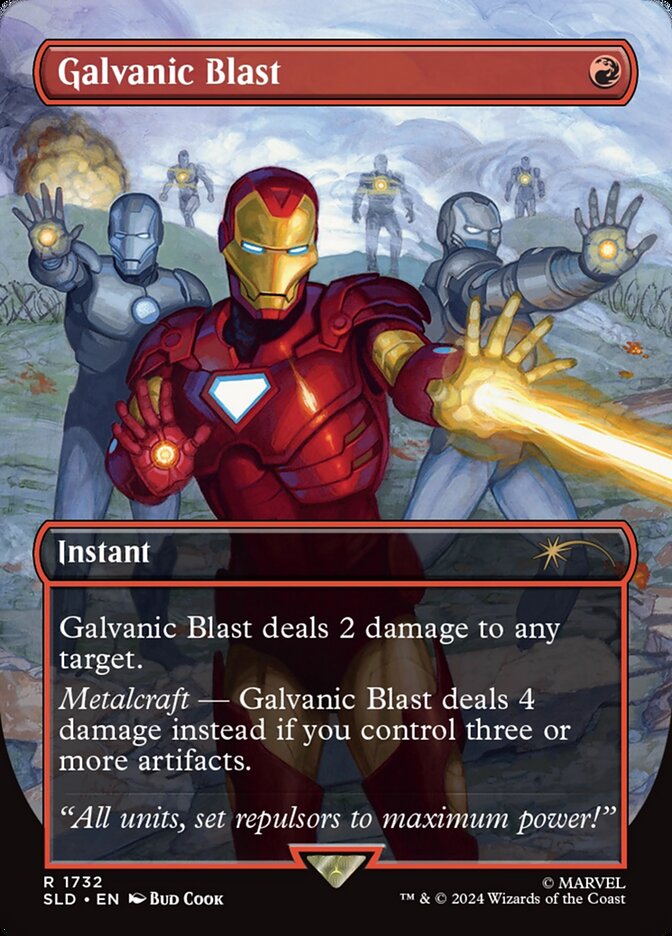 Galvanic Blast
Instant
Galvanic Blast deals 2 damage to any
target.
Metalcraft — Galvanic Blast deals 4
damage instead if you control three or
more artifacts.
“All units, set repulsors to maximum power!”
R 1732
SLD • EN Bud Cook
© MARVEL
™ & © 2024 Wizards of the Coast